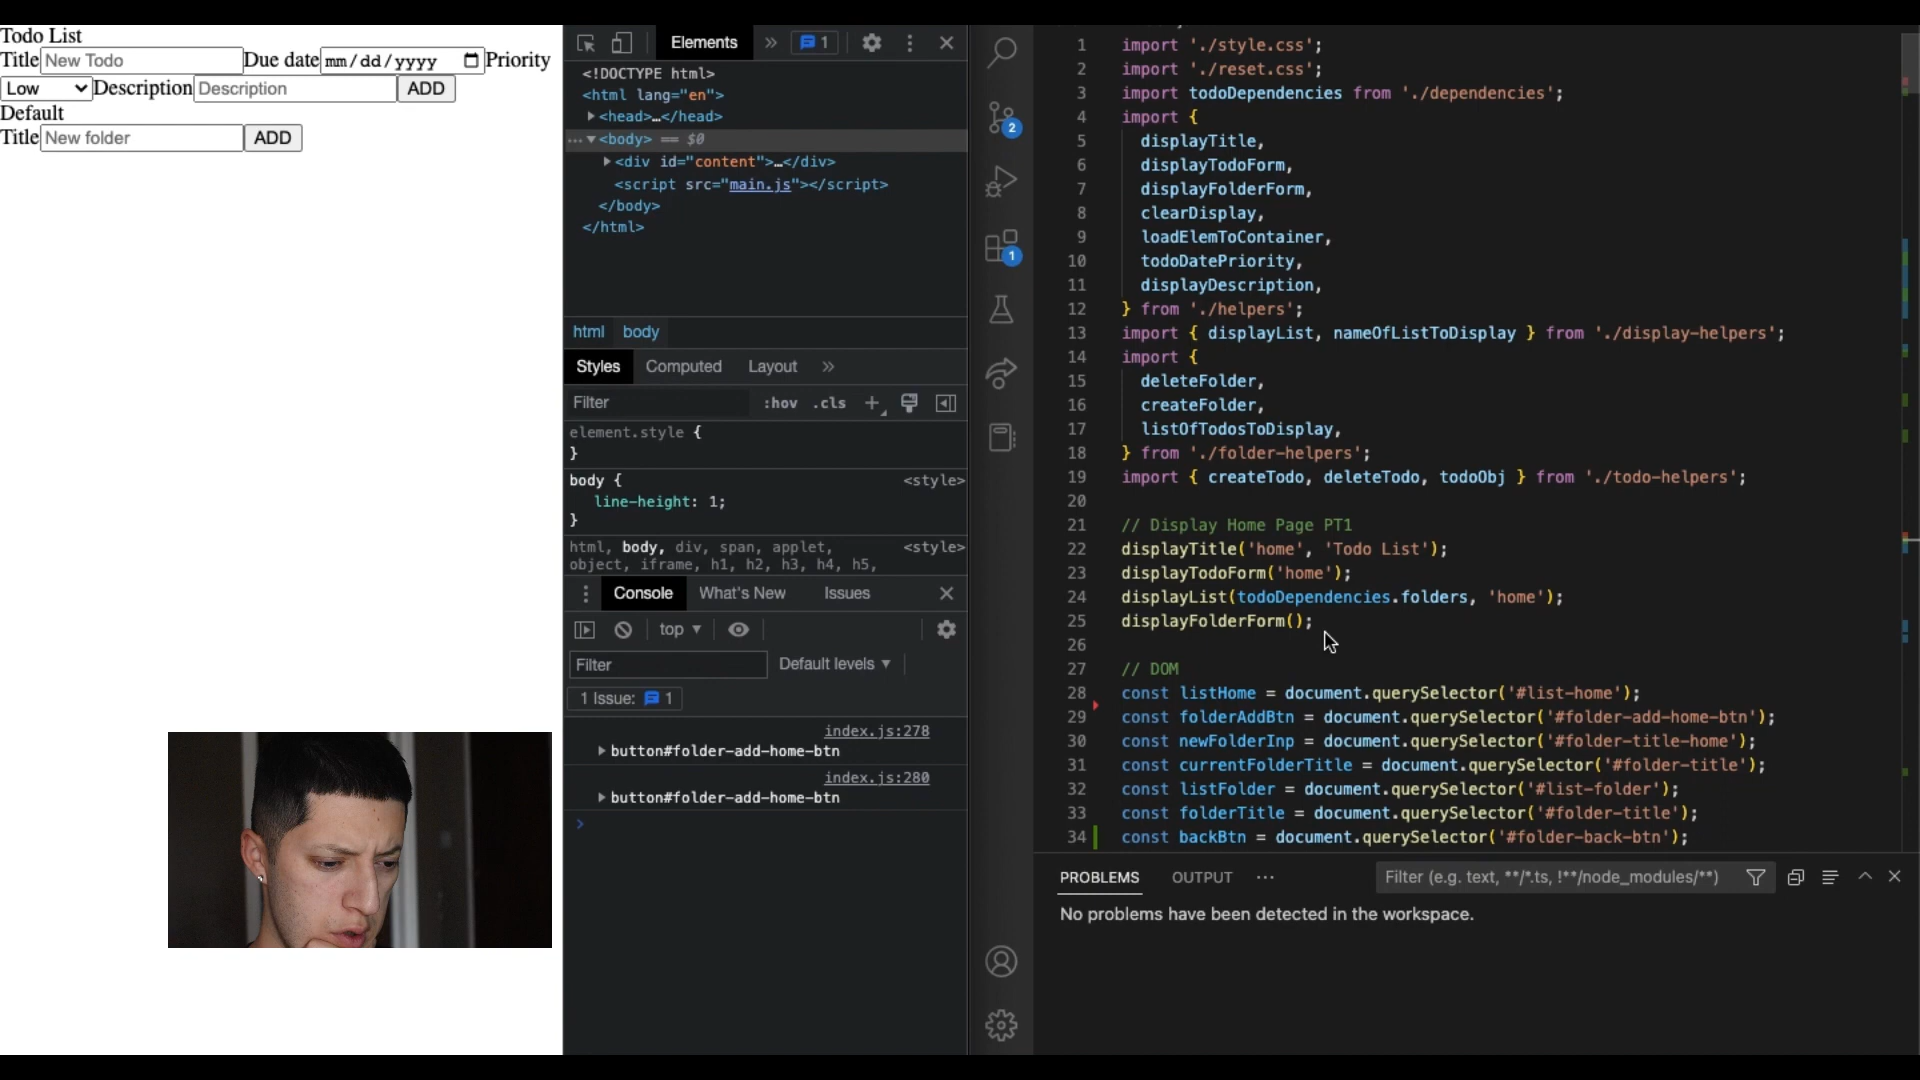 Todo List
Title New Todo Due date mm/dd/yyyy Priority
Low Description Description ADD
Default
Title New folder ADD
Elements » 1
<!DOCTYPE html>
<html lang="en">
<head>…</head>
… <body> == $0
<div id="content">…</div>
<script src="main.js"></script>
</body>
</html>
html body
Styles Computed Layout »
Filter :hov .cls +
element.style {
}
body { <style>
line-height: 1;
}
html, body, div, span, applet, <style>
object, iframe, h1, h2, h3, h4, h5,
Console What's New Issues
top ▼
Filter Default levels ▼
1 Issue: 1
index.js:278
button#folder-add-home-btn
index.js:280
button#folder-add-home-btn
>
2
1
1 import './style.css';
2 import './reset.css';
3 import todoDependencies from './dependencies';
4 import {
5 displayTitle,
6 displayTodoForm,
7 displayFolderForm,
8 clearDisplay,
9 loadElemToContainer,
10 todoDatePriority,
11 displayDescription,
12 } from './helpers';
13 import { displayList, nameOfListToDisplay } from './display-helpers';
14 import {
15 deleteFolder,
16 createFolder,
17 listOfTodosToDisplay,
18 } from './folder-helpers';
19 import { createTodo, deleteTodo, todoObj } from './todo-helpers';
20
21 // Display Home Page PT1
22 displayTitle('home', 'Todo List');
23 displayTodoForm('home');
24 displayList(todoDependencies.folders, 'home');
25 displayFolderForm();
26
27 // DOM
28 const listHome = document.querySelector('#list-home');
29 const folderAddBtn = document.querySelector('#folder-add-home-btn');
30 const newFolderInp = document.querySelector('#folder-title-home');
31 const currentFolderTitle = document.querySelector('#folder-title');
32 const listFolder = document.querySelector('#list-folder');
33 const folderTitle = document.querySelector('#folder-title');
34 const backBtn = document.querySelector('#folder-back-btn');
PROBLEMS OUTPUT ··· Filter (e.g. text, **/*.ts, !**/node_modules/**)
No problems have been detected in the workspace.